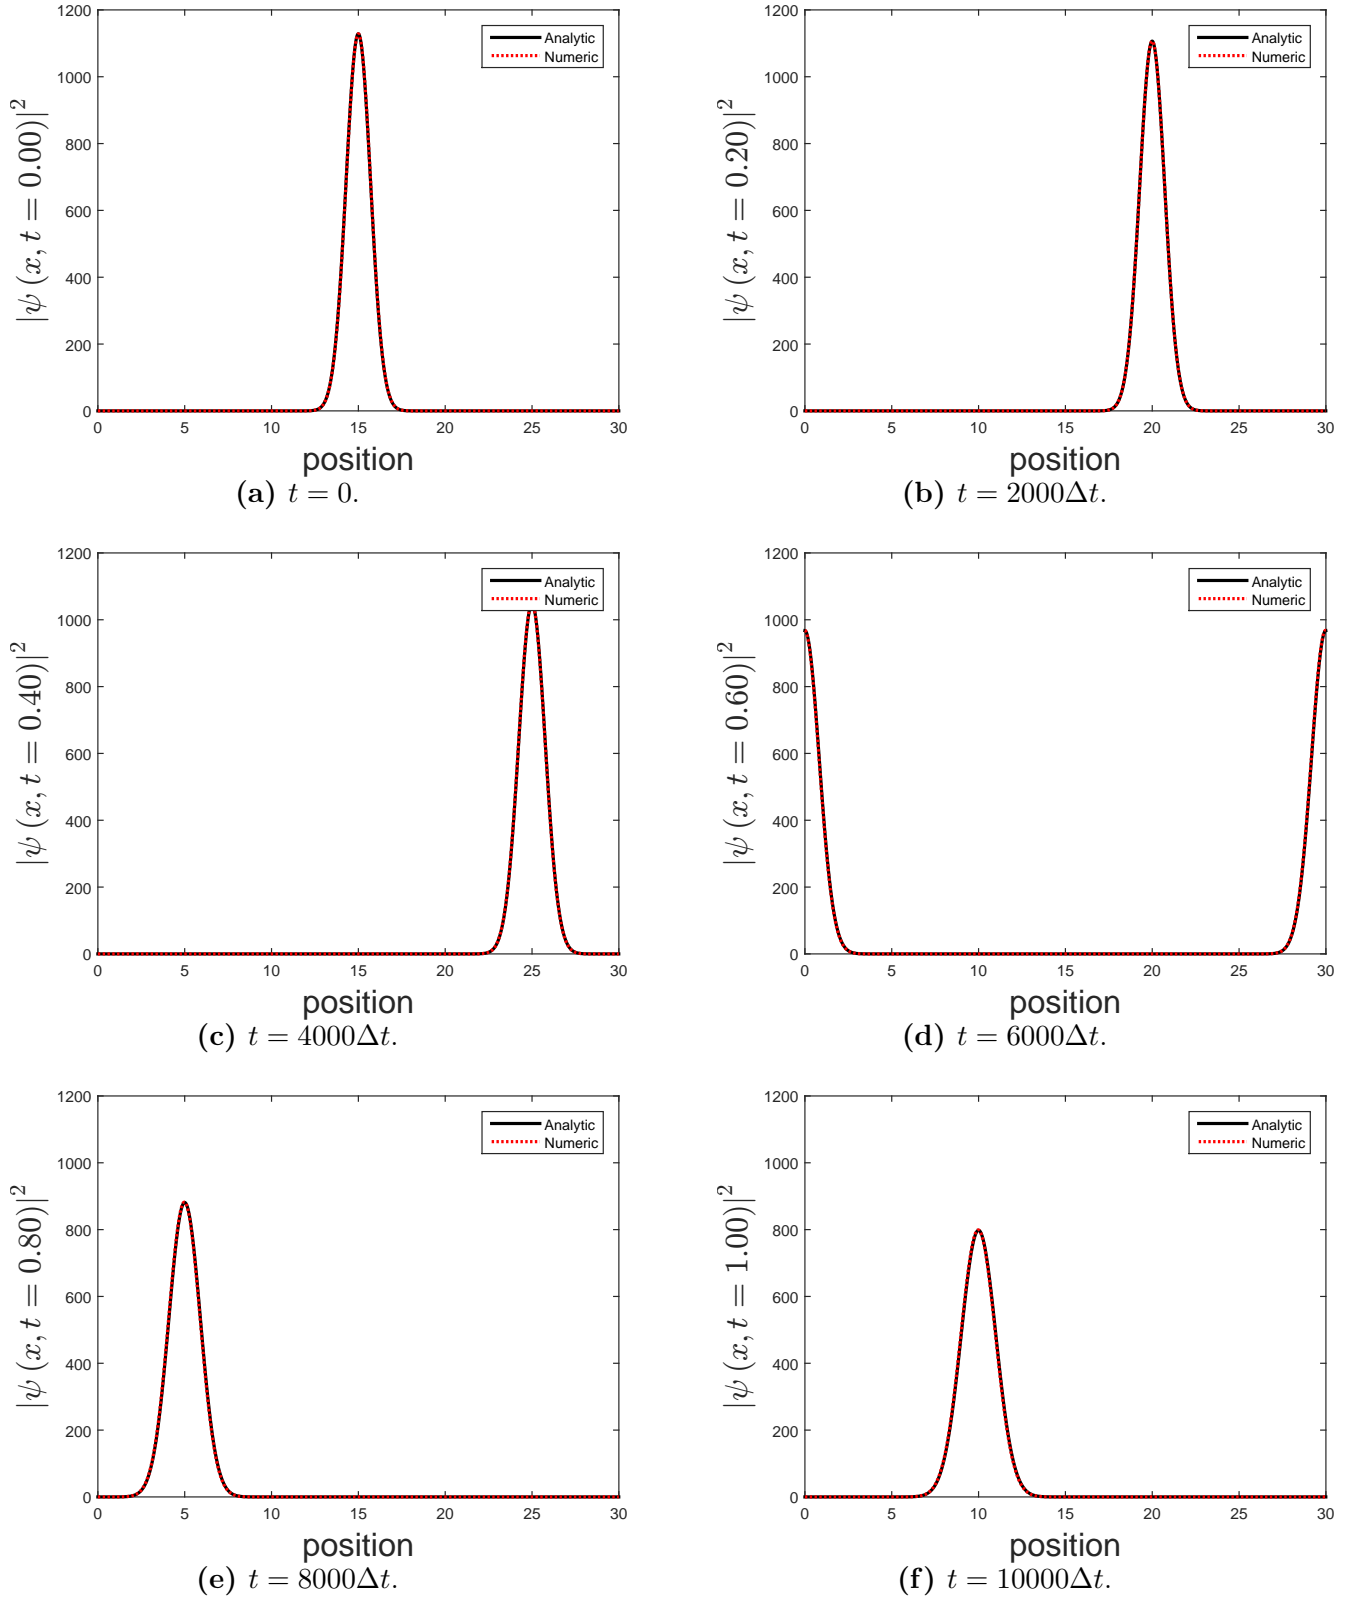 1200
1000
800
600
400
200
0
|ψ (x, t = 0.00)|²
Analytic
Numeric
0 5 10 15 20 25 30
position
(a) t = 0.
1200
1000
800
600
400
200
0
|ψ (x, t = 0.20)|²
Analytic
Numeric
0 5 10 15 20 25 30
position
(b) t = 2000Δt.
1200
1000
800
600
400
200
0
|ψ (x, t = 0.40)|²
Analytic
Numeric
0 5 10 15 20 25 30
position
(c) t = 4000Δt.
1200
1000
800
600
400
200
0
|ψ (x, t = 0.60)|²
Analytic
Numeric
0 5 10 15 20 25 30
position
(d) t = 6000Δt.
1200
1000
800
600
400
200
0
|ψ (x, t = 0.80)|²
Analytic
Numeric
0 5 10 15 20 25 30
position
(e) t = 8000Δt.
1200
1000
800
600
400
200
0
|ψ (x, t = 1.00)|²
Analytic
Numeric
0 5 10 15 20 25 30
position
(f) t = 10000Δt.